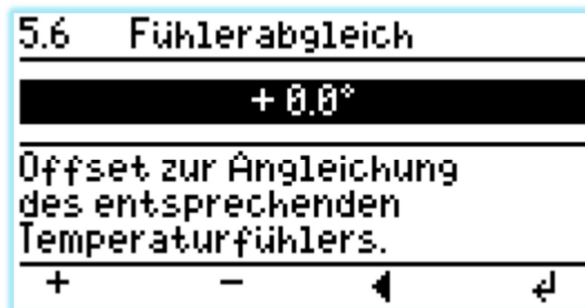 5.6 Fühlerabgleich
+ 0.0°
Offset zur Angleichung
des entsprechenden
Temperaturfühlers.
+ - ◄ ↲